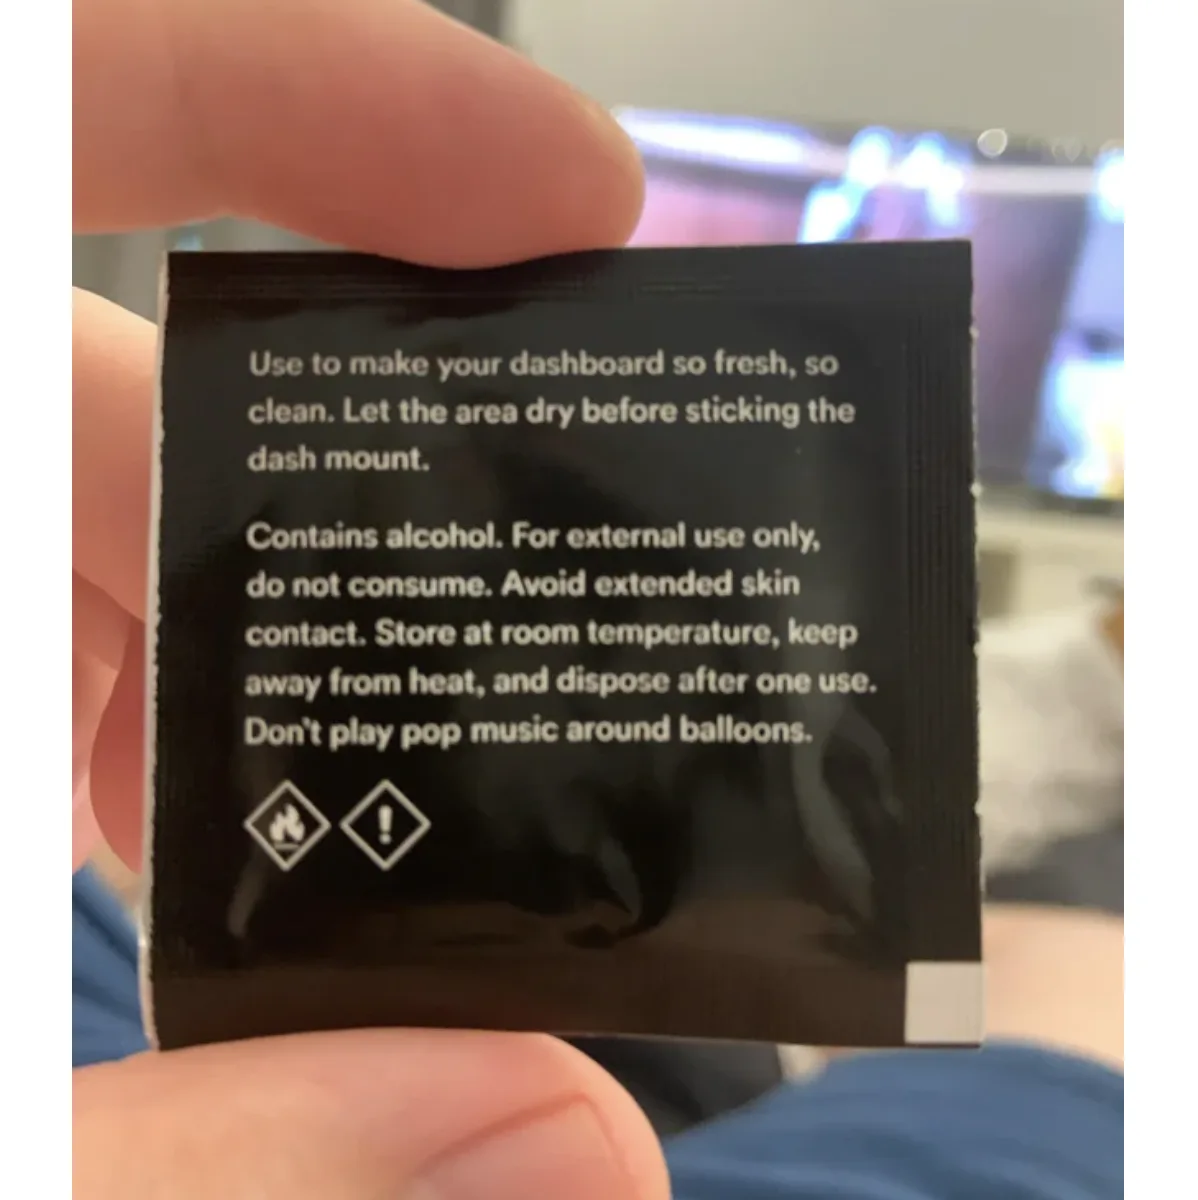 Use to make your dashboard so fresh, so
clean. Let the area dry before sticking the
dash mount.
Contains alcohol. For external use only,
do not consume. Avoid extended skin
contact. Store at room temperature, keep
away from heat, and dispose after one use.
Don't play pop music around balloons.